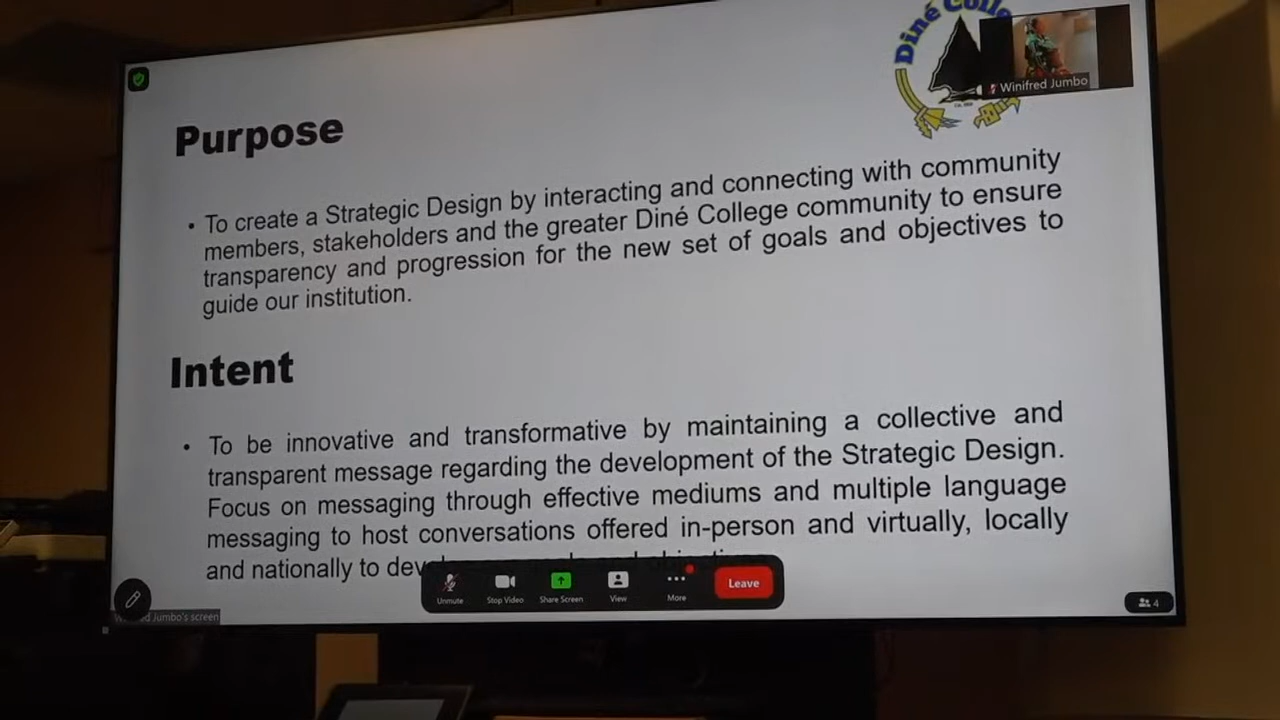 Diné Coll
Winifred Jumbo
Purpose
• To create a Strategic Design by interacting and connecting with community
members, stakeholders and the greater Diné College community to ensure
transparency and progression for the new set of goals and objectives to
guide our institution.
Intent
• To be innovative and transformative by maintaining a collective and
transparent message regarding the development of the Strategic Design.
Focus on messaging through effective mediums and multiple language
messaging to host conversations offered in-person and virtually, locally
and nationally to dev
Unmute Stop Video Share Screen View More Leave
4
d Jumbo's screen